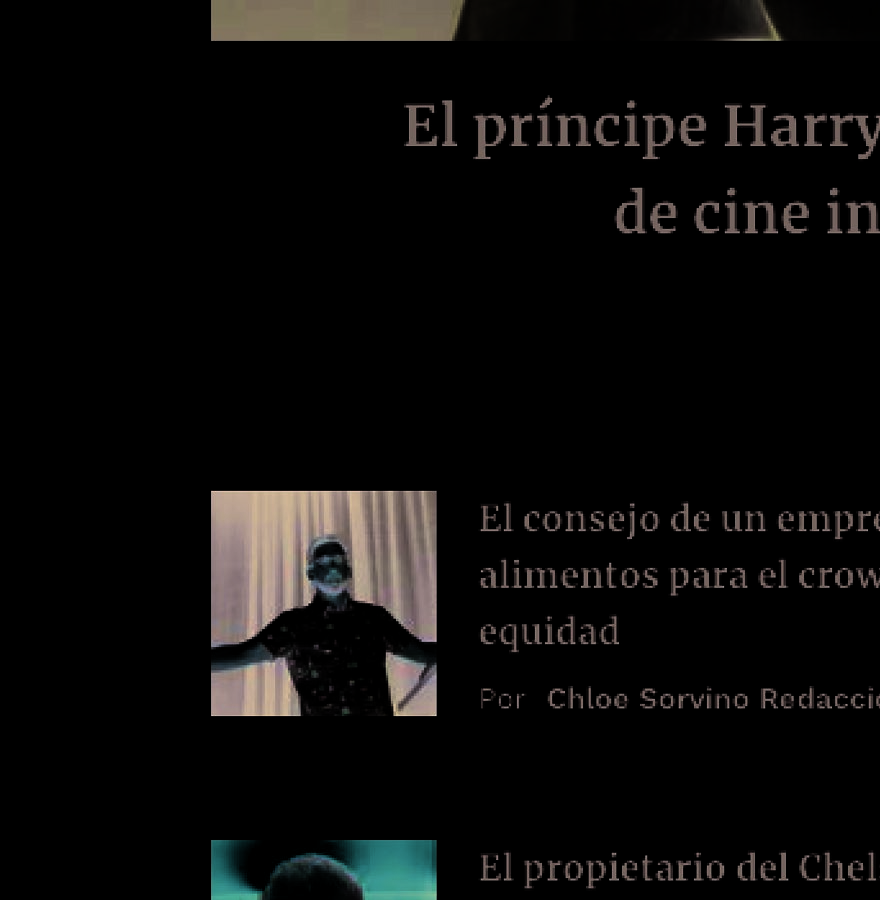 El príncipe Harry
de cine in
El consejo de un empre
alimentos para el crow
equidad
Por Chloe Sorvino Redacció
El propietario del Chel